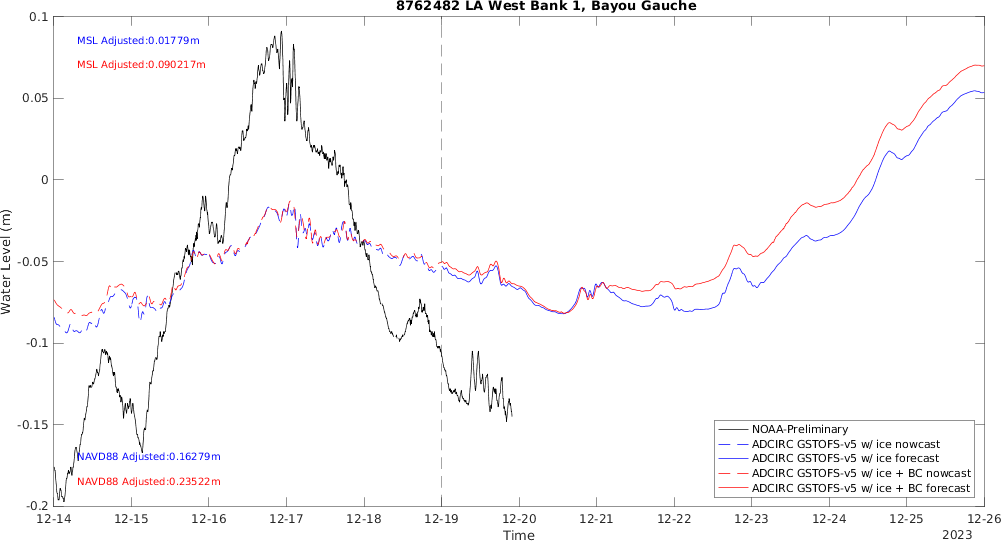 8762482 LA West Bank 1, Bayou Gauche
MSL Adjusted:0.01779m
MSL Adjusted:0.090217m
NAVD88 Adjusted:0.16279m
NAVD88 Adjusted:0.23522m
0.1
0.05
0
-0.05
-0.1
-0.15
-0.2
Water Level (m)
NOAA-Preliminary
ADCIRC GSTOFS-v5 w/ ice nowcast
ADCIRC GSTOFS-v5 w/ ice forecast
ADCIRC GSTOFS-v5 w/ ice + BC nowcast
ADCIRC GSTOFS-v5 w/ ice + BC forecast
12-14 12-15 12-16 12-17 12-18 12-19 12-20 12-21 12-22 12-23 12-24 12-25 12-26
Time
2023